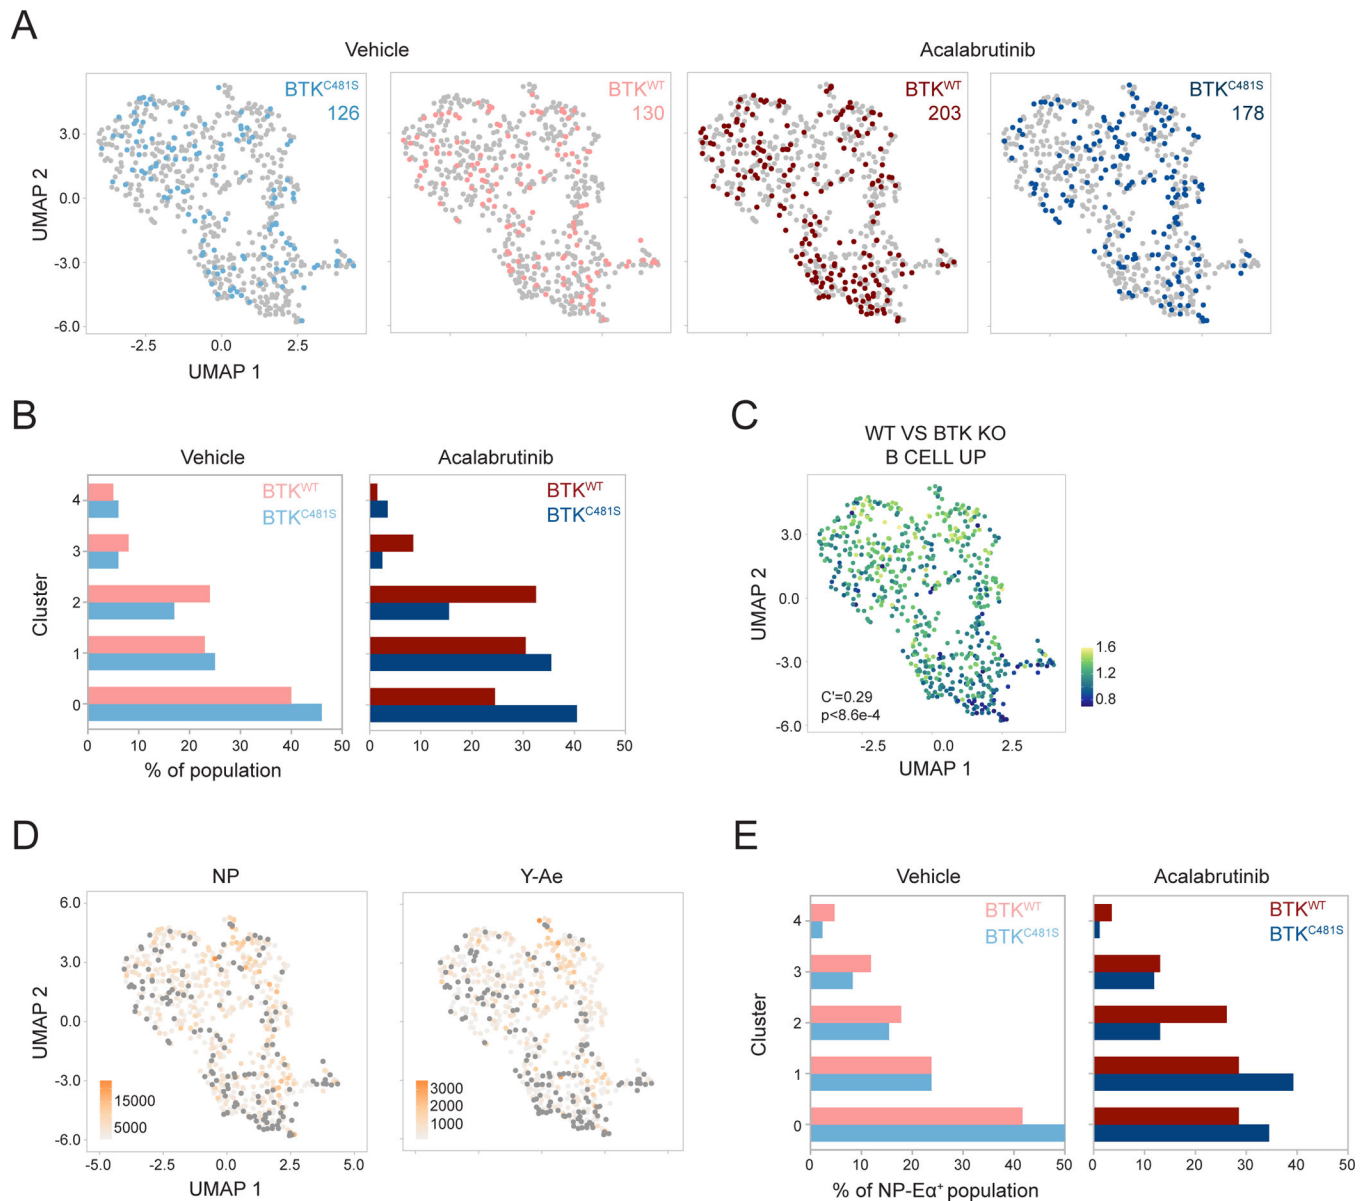 A
Vehicle
Acalabrutinib
BTKC481S
126
BTKWT
130
BTKWT
203
BTKC481S
178
UMAP 2
3.0
0.0
-3.0
-6.0
-2.5 0.0 2.5
UMAP 1
B
Vehicle
Acalabrutinib
BTKWT
BTKC481S
BTKWT
BTKC481S
Cluster
4
3
2
1
0
0 10 20 30 40 50
0 10 20 30 40 50
% of population
C
WT VS BTK KO
B CELL UP
UMAP 2
3.0
0.0
-3.0
-6.0
C'=0.29
p<8.6e-4
1.6
1.2
0.8
-2.5 0.0 2.5
UMAP 1
D
NP
Y-Ae
UMAP 2
6.0
3.0
0.0
-3.0
-6.0
15000
5000
3000
2000
1000
-5.0 -2.5 0.0 2.5 5.0
UMAP 1
E
Vehicle
Acalabrutinib
BTKWT
BTKC481S
BTKWT
BTKC481S
Cluster
4
3
2
1
0
0 10 20 30 40 50
0 10 20 30 40 50
% of NP-Eα+ population